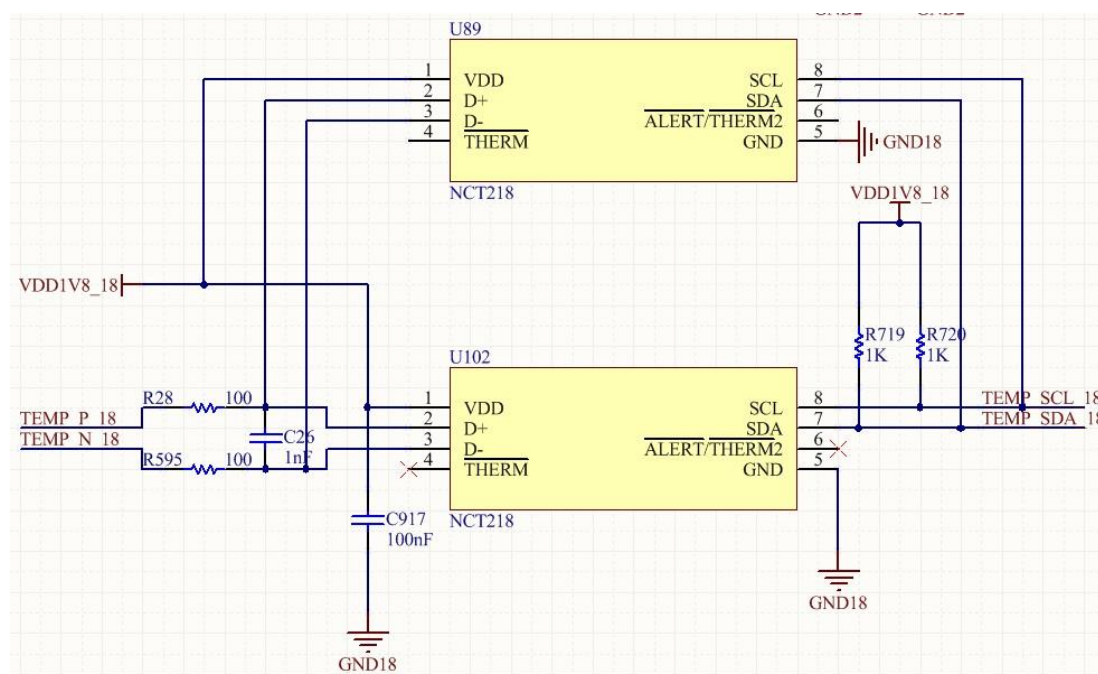 U89
1 VDD
2 D+
3 D-
4 THERM
SCL 8
SDA 7
ALERT/THERM2 6
GND 5
GND18
NCT218
VDD1V8_18
VDD1V8_18
R719
1K
R720
1K
U102
R28 100
TEMP_P_18
TEMP_N_18
R595 100
C26
1nF
1 VDD
2 D+
3 D-
4 THERM
SCL 8
SDA 7
ALERT/THERM2 6
GND 5
TEMP_SCL_18
TEMP_SDA_18
NCT218
C917
100nF
GND18
GND18